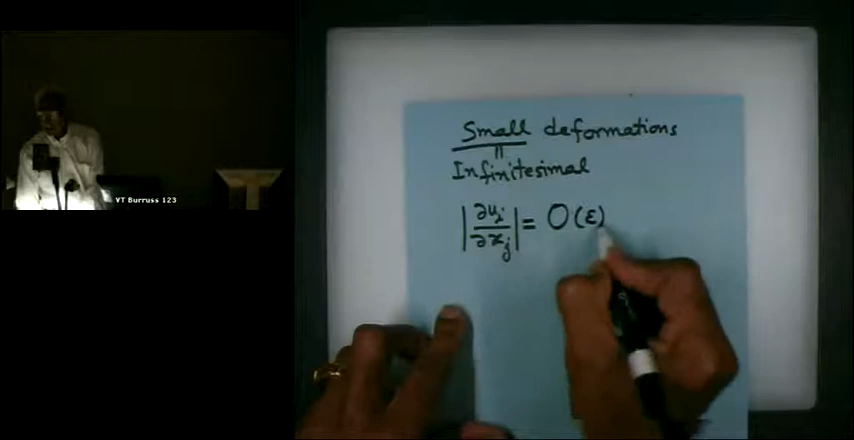 VT Burruss 123
Small deformations
||
Infinitesimal
|∂u_i/∂x_j| = O(ε)